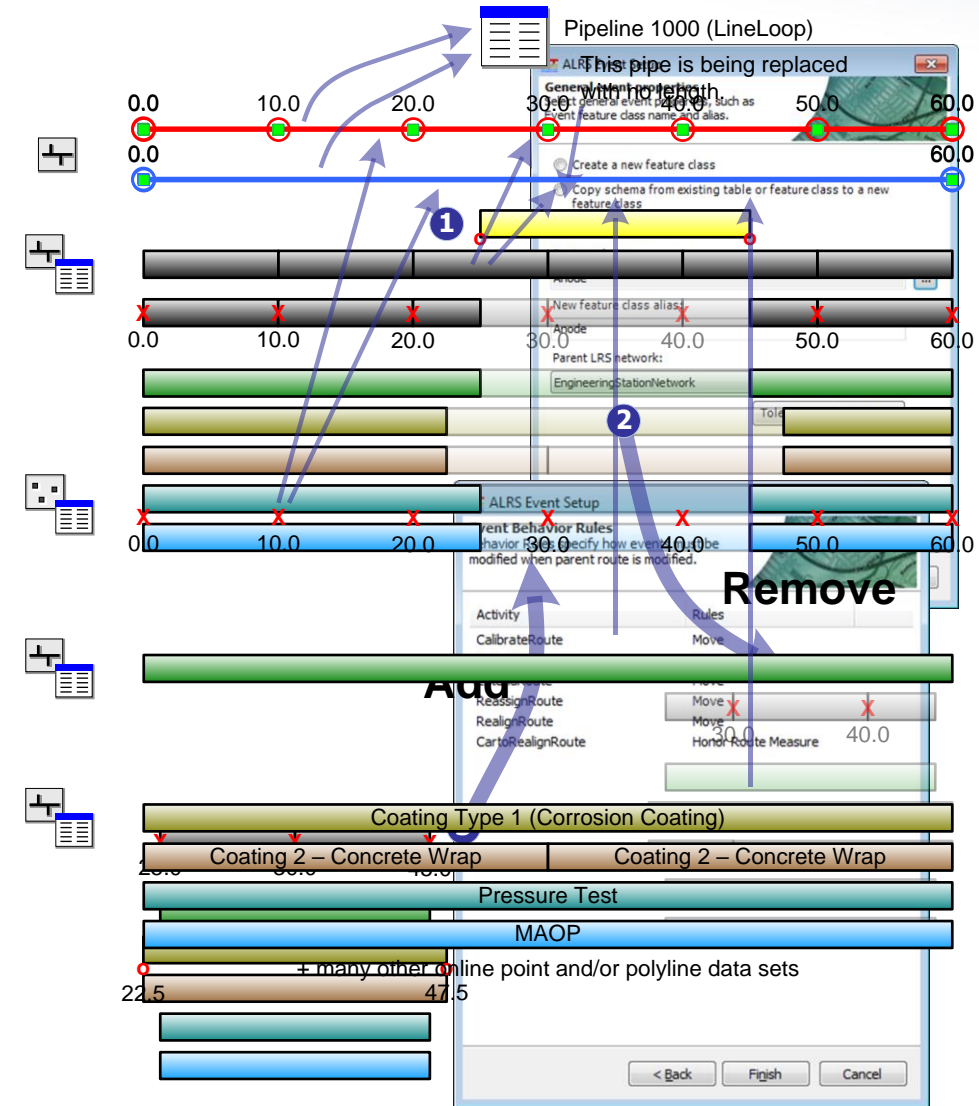 Pipeline 1000 (LineLoop)
This pipe is being replaced
with no length.
ALRS Event Setup
General event properties
Select general event properties, such as
Event feature class name and alias.
0.0 10.0 20.0 30.0 40.0 50.0 60.0
0.0 60.0
Create a new feature class
Copy schema from existing table or feature class to a new
feature class
1
Anode
...
New feature class alias:
X X X X X X X
Anode
0.0 10.0 20.0 30.0 40.0 50.0 60.0
Parent LRS network:
EngineeringStationNetwork
Tole
2
ALRS Event Setup
X X X X X X X
Event Behavior Rules
Behavior Rules specify how events must be
modified when parent route is modified.
0.0 10.0 20.0 30.0 40.0 50.0 60.0
Remove
Activity Rules
CalibrateRoute Move
Add
ReassignRoute Move
RealignRoute Move
CartoRealignRoute Honor Route Measure
X X
30.0 40.0
Coating Type 1 (Corrosion Coating)
Coating 2 – Concrete Wrap Coating 2 – Concrete Wrap
Pressure Test
MAOP
+ many other online point and/or polyline data sets
22.5 47.5
< Back Finish Cancel